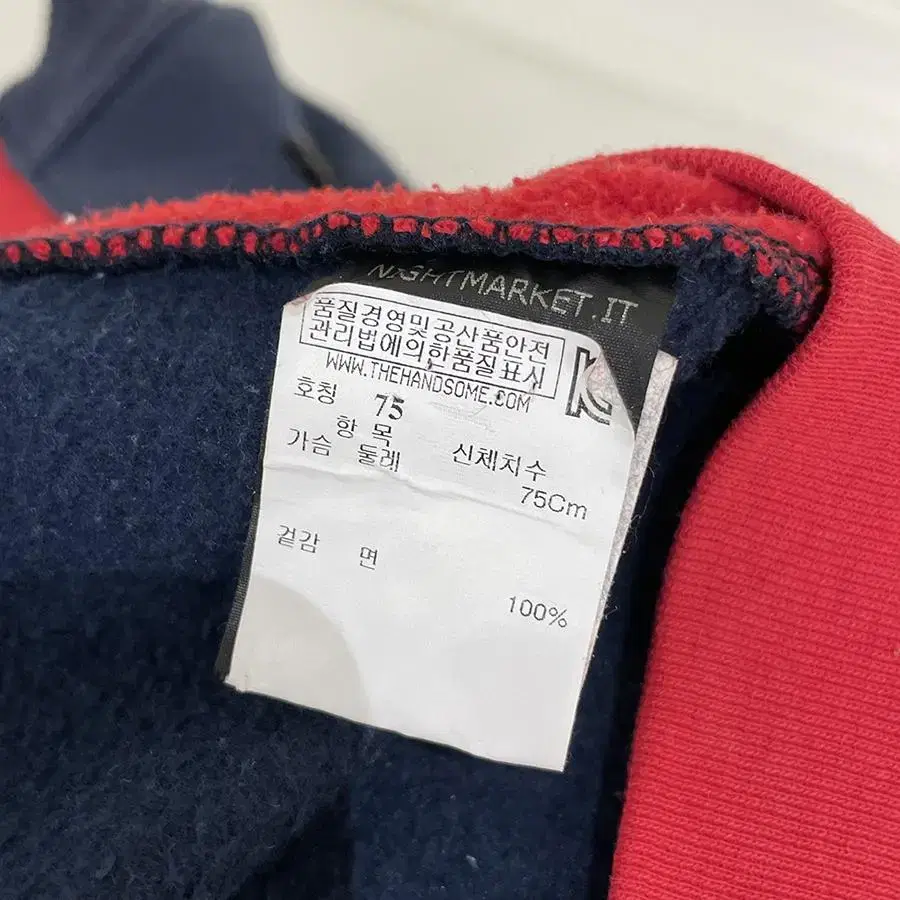 NIGHTMARKET.IT
품질경영및공산품안전
관리법에의한품질표시
WWW.THEHANDSOME.COM
호칭 75
항 목
가슴 둘레 신체치수
75Cm
겉감 면
100%